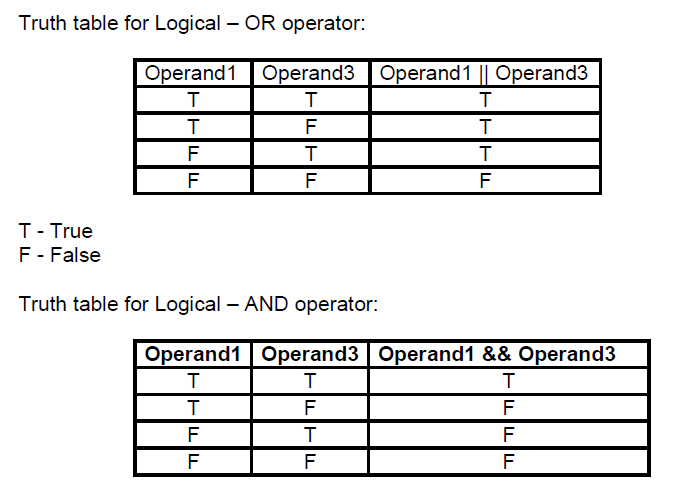 Truth table for Logical – OR operator:
Operand1 Operand3 Operand1 || Operand3
T T T
T F T
F T T
F F F
T - True
F - False
Truth table for Logical – AND operator:
Operand1 Operand3 Operand1 && Operand3
T T T
T F F
F T F
F F F